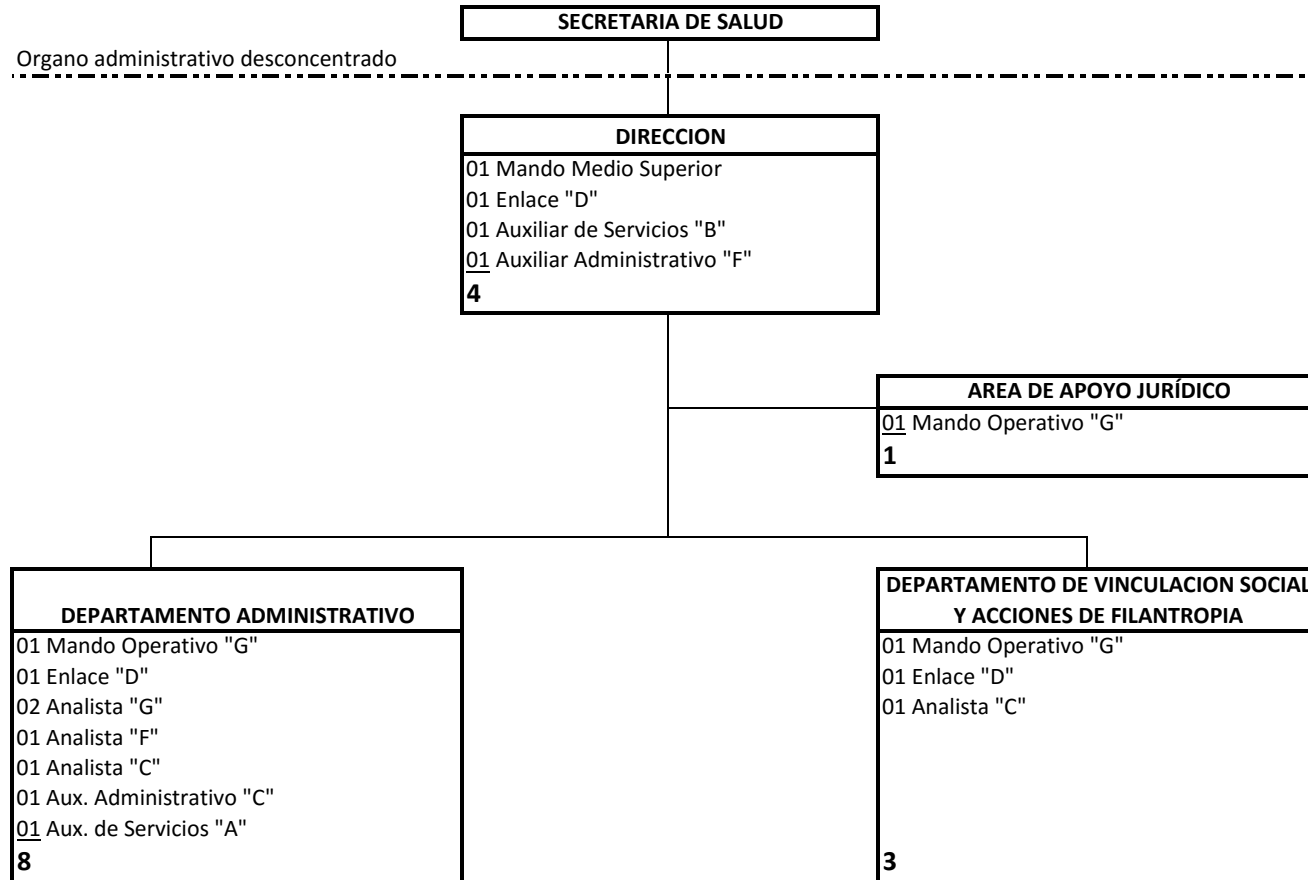 SECRETARIA DE SALUD
Organo administrativo desconcentrado
DIRECCION
01 Mando Medio Superior
01 Enlace "D"
01 Auxiliar de Servicios "B"
01 Auxiliar Administrativo "F"
4
AREA DE APOYO JURÍDICO
01 Mando Operativo "G"
1
DEPARTAMENTO ADMINISTRATIVO
01 Mando Operativo "G"
01 Enlace "D"
02 Analista "G"
01 Analista "F"
01 Analista "C"
01 Aux. Administrativo "C"
01 Aux. de Servicios "A"
8
DEPARTAMENTO DE VINCULACION SOCIAL
Y ACCIONES DE FILANTROPIA
01 Mando Operativo "G"
01 Enlace "D"
01 Analista "C"
3